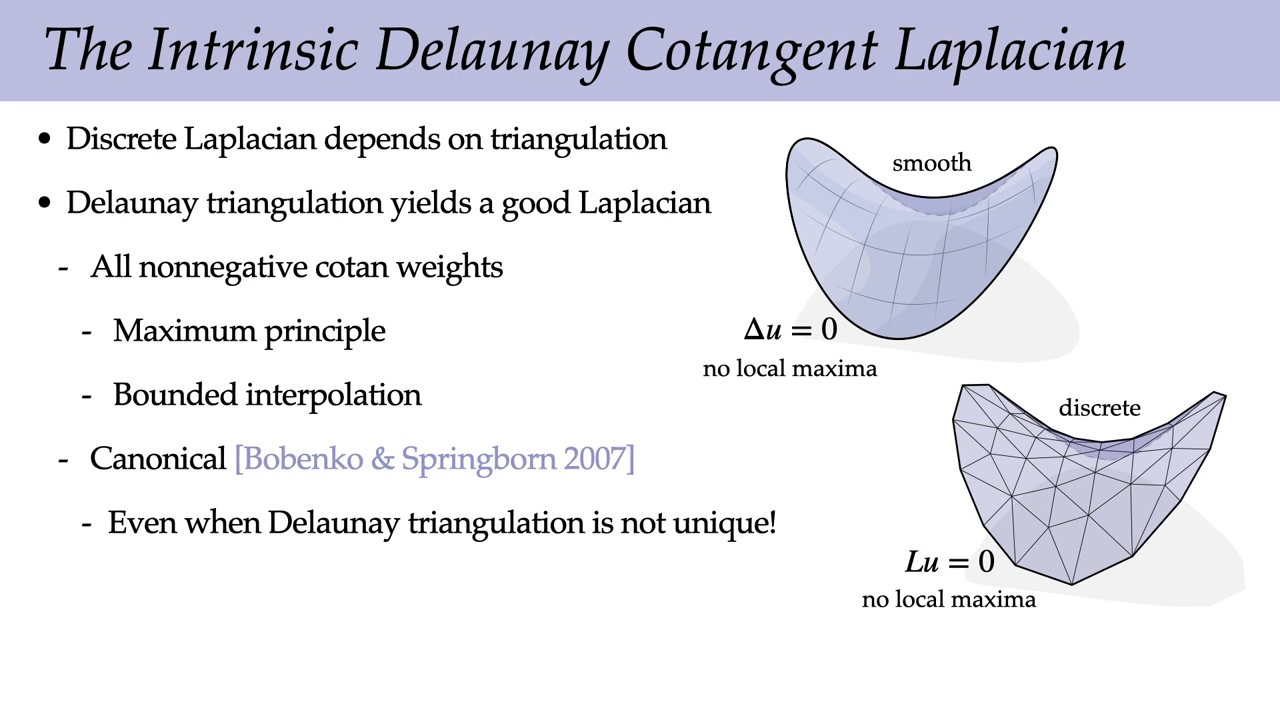 The Intrinsic Delaunay Cotangent Laplacian
• Discrete Laplacian depends on triangulation
• Delaunay triangulation yields a good Laplacian
- All nonnegative cotan weights
- Maximum principle
- Bounded interpolation
- Canonical [Bobenko & Springborn 2007]
- Even when Delaunay triangulation is not unique!
smooth
Δu = 0
no local maxima
discrete
Lu = 0
no local maxima